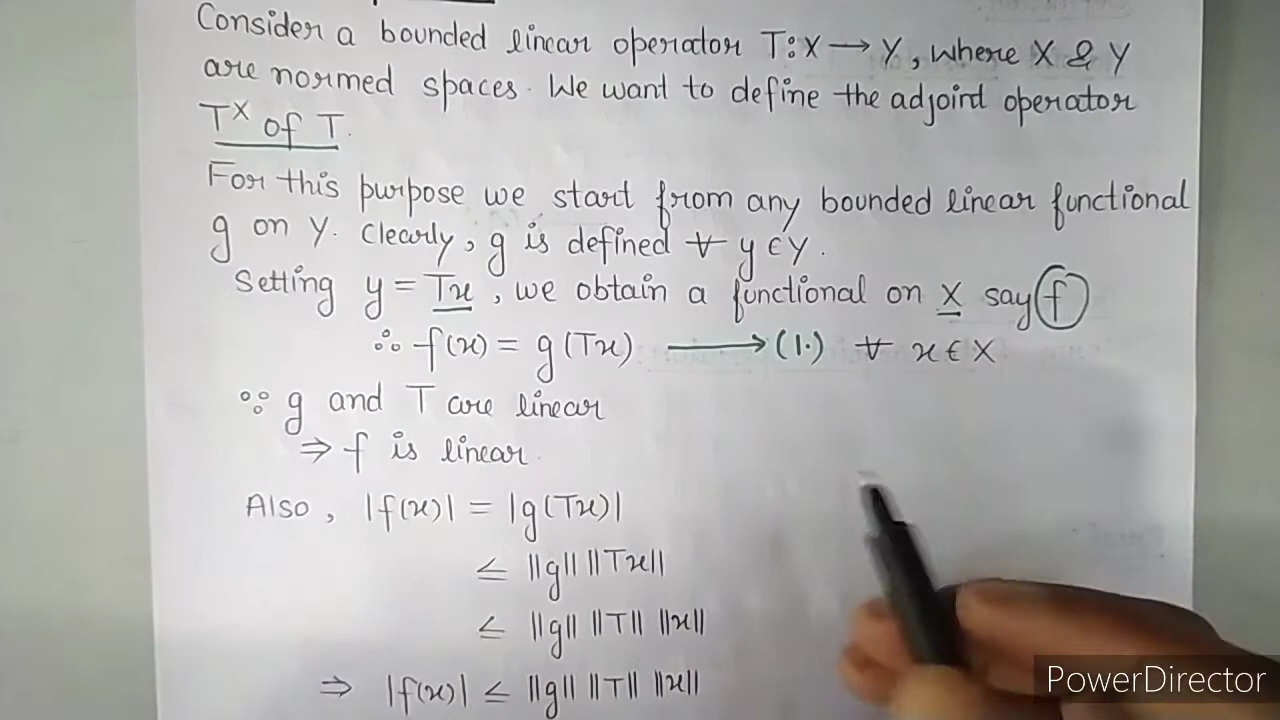 Consider a bounded linear operator T:X → Y, where X & Y
are normed spaces. We want to define the adjoint operator
T^× of T.
For this purpose we start from any bounded linear functional
g on Y. Clearly, g is defined ∀ y ∈ Y.
Setting y = Tx, we obtain a functional on X say f
∴ f(x) = g(Tx) ⟶ (1.) ∀ x ∈ X
∵ g and T are linear
⇒ f is linear.
Also, |f(x)| = |g(Tx)|
≤ ||g|| ||Tx||
≤ ||g|| ||T|| ||x||
⇒ |f(x)| ≤ ||g|| ||T|| ||x||
PowerDirector